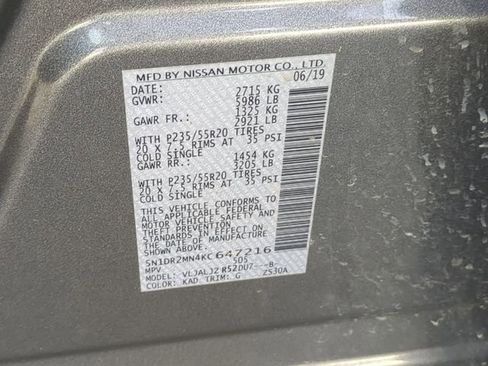 MFD BY NISSAN MOTOR CO., LTD.
DATE: 06/19
GVWR: 2715 KG
5986 LB
GAWR FR.: 1325 KG
2921 LB
WITH P235/55R20 TIRES
20 X 7.5 RIMS AT 35 PSI
COLD SINGLE
GAWR RR.: 1454 KG
3205 LB
WITH P235/55R20 TIRES
20 X 7.5 RIMS AT 35 PSI
COLD SINGLE
THIS VEHICLE CONFORMS TO
ALL APPLICABLE FEDERAL
MOTOR VEHICLE SAFETY AND
THEFT PREVENTION
STANDARDS IN EFFECT ON
THE DATE OF MANUFACTURE
SHOWN ABOVE.
5N1DR2MN4KC647216
MPV 505
MODEL: VLJALJZ R52DU7---B
COLOR: KAD TRIM: G ZS30A